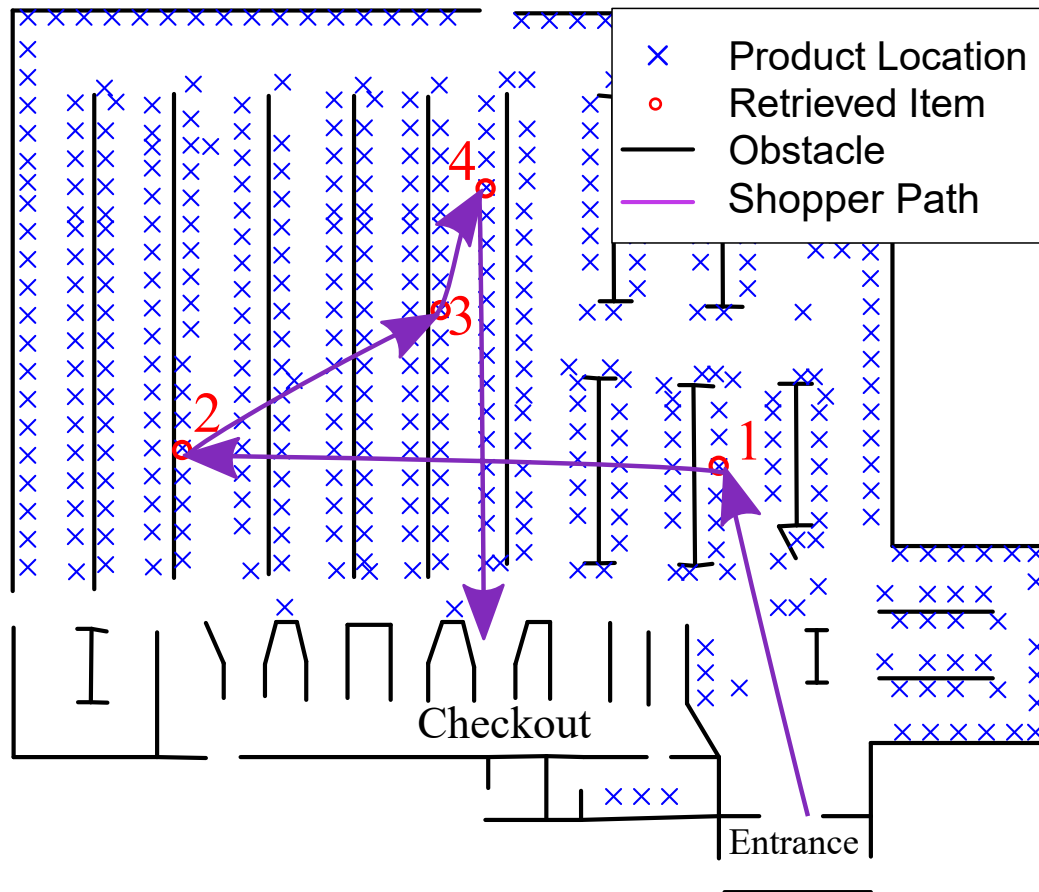 Product Location
Retrieved Item
Obstacle
Shopper Path
4
3
2
1
Checkout
Entrance